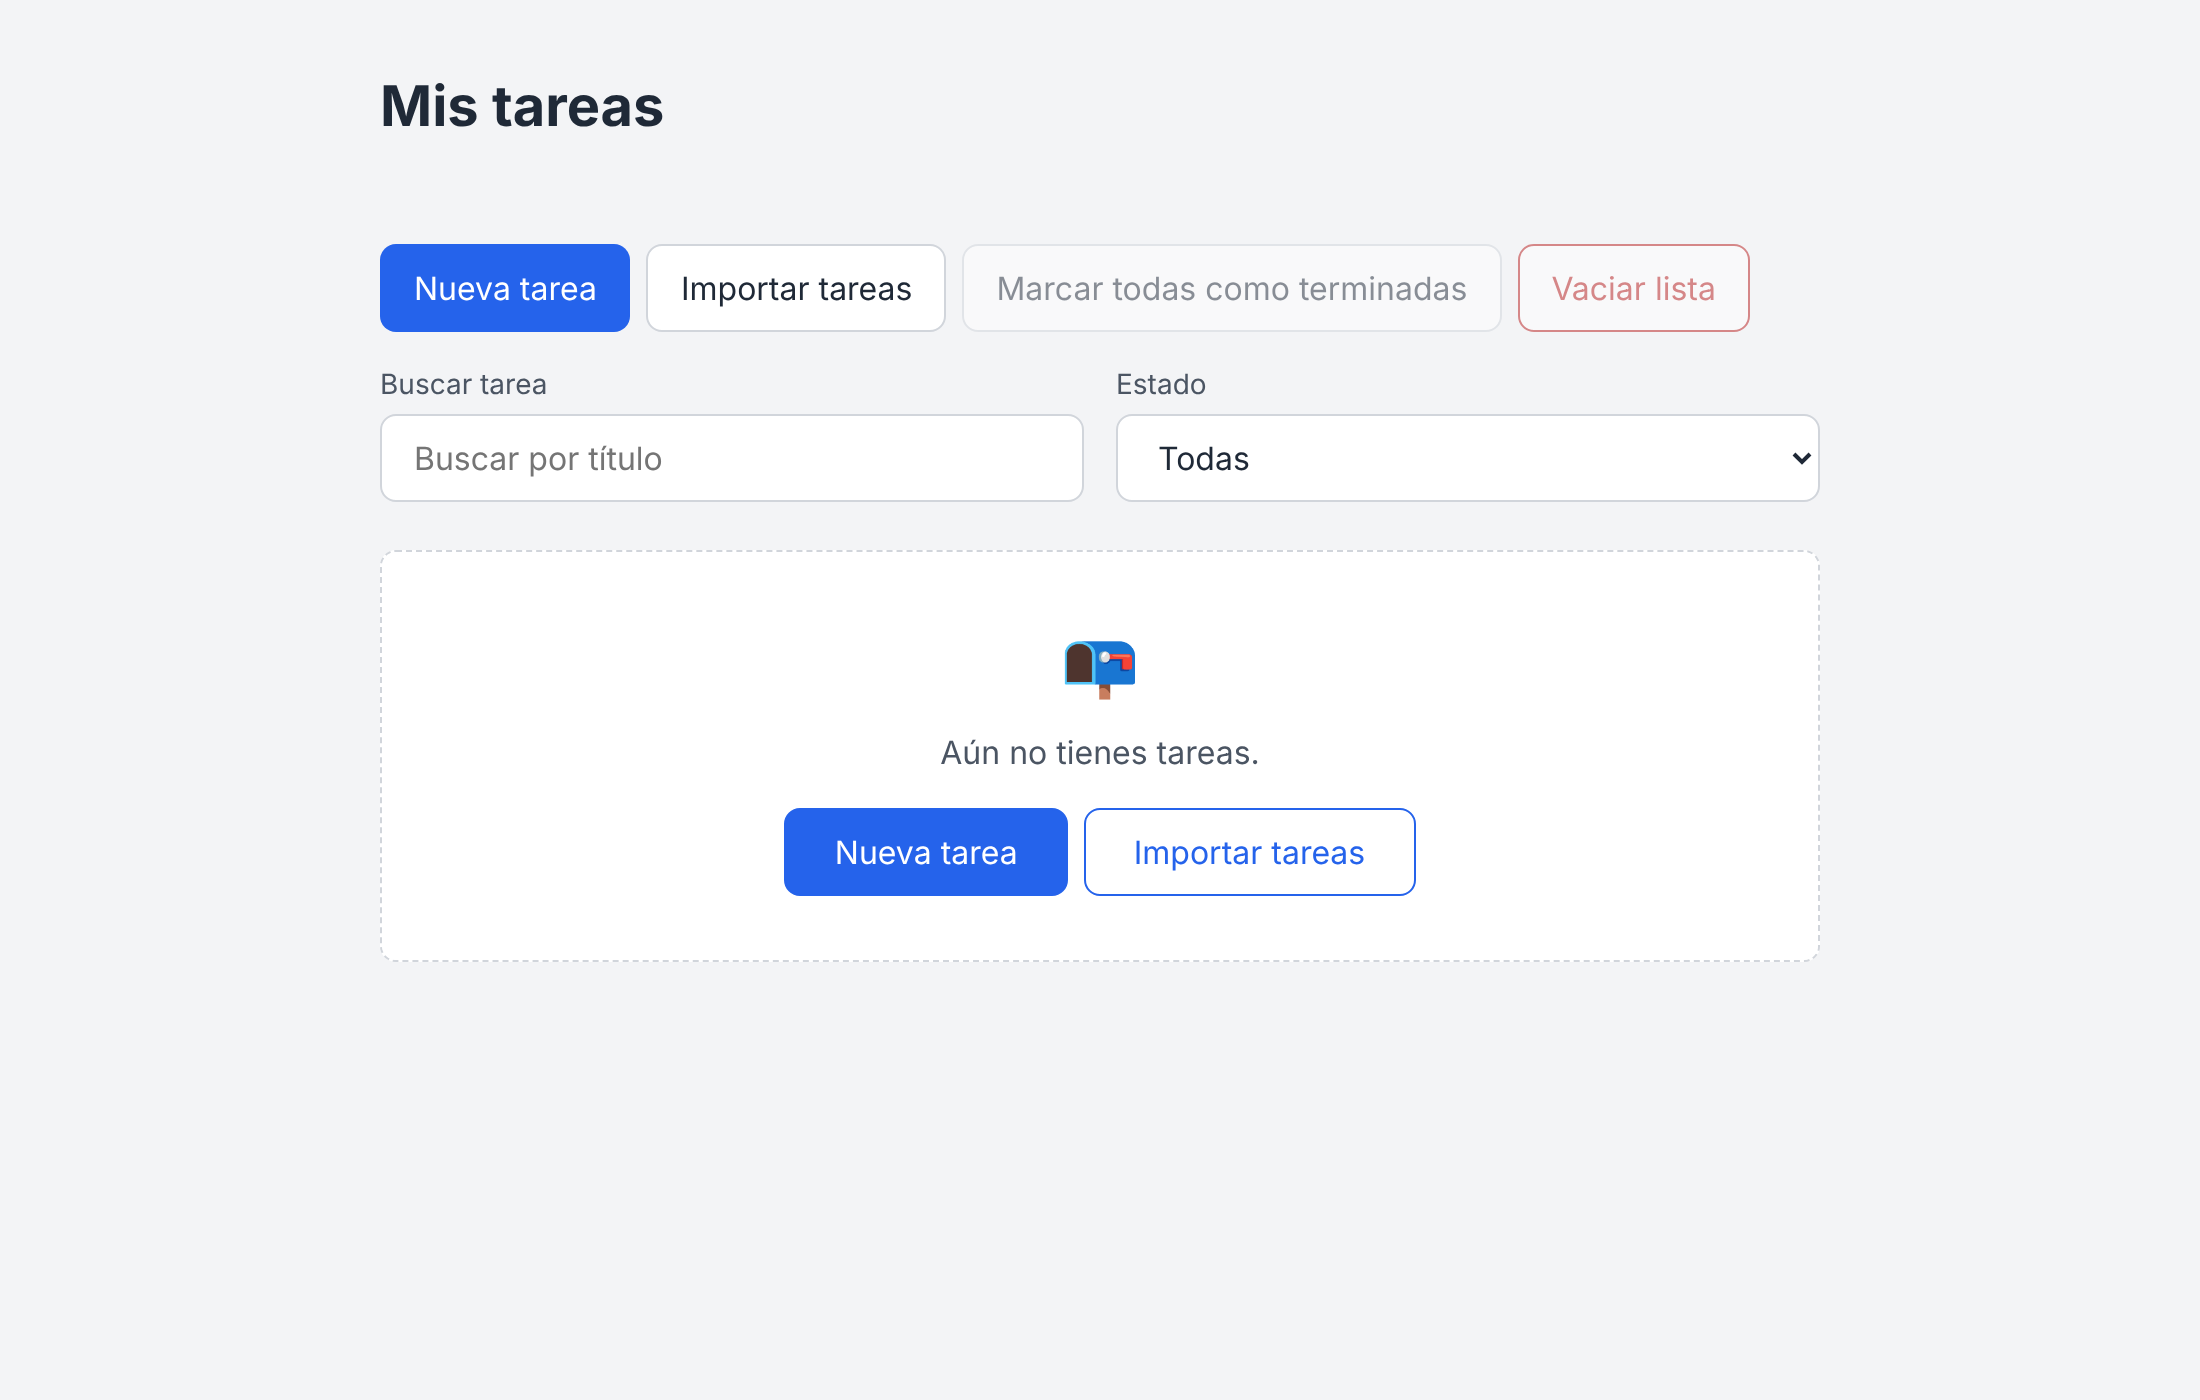 Mis tareas
Nueva tarea Importar tareas Marcar todas como terminadas Vaciar lista
Buscar tarea Estado
Buscar por título Todas
Aún no tienes tareas.
Nueva tarea Importar tareas